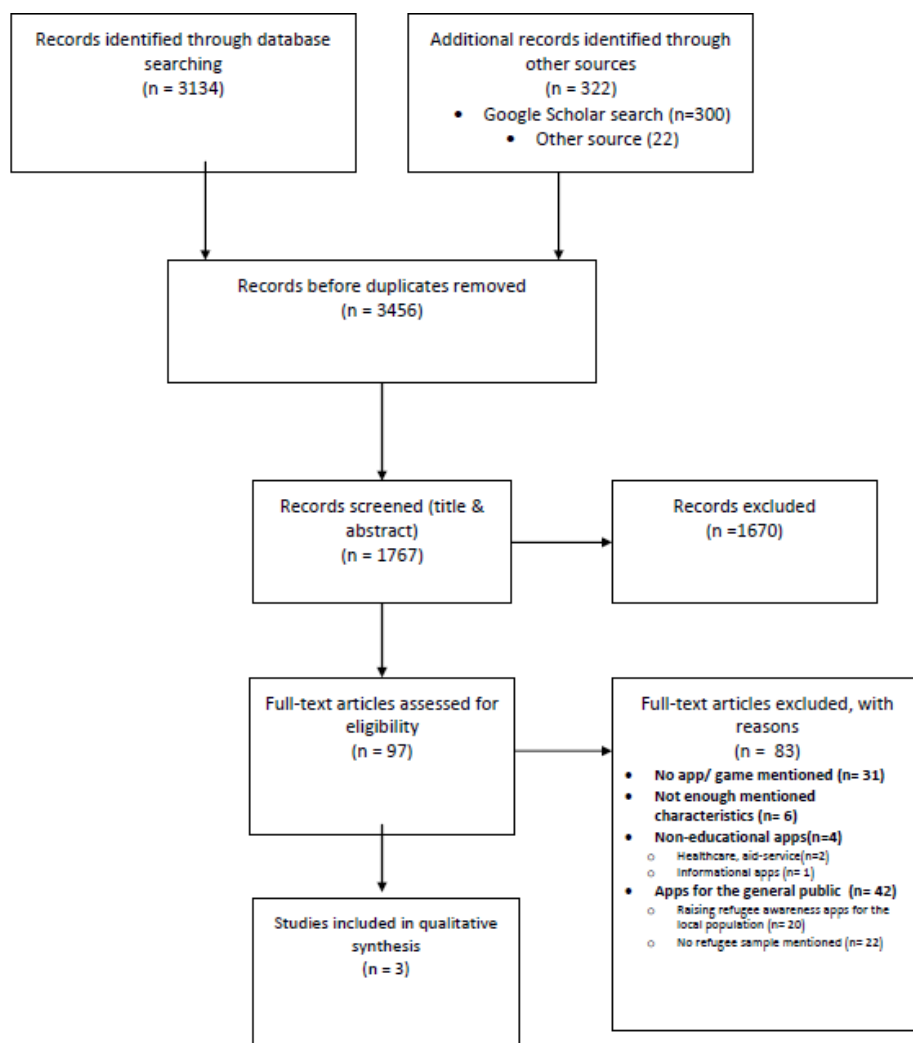 Records identified through database
searching
(n = 3134)
Additional records identified through
other sources
(n = 322)
• Google Scholar search (n=300)
• Other source (22)
Records before duplicates removed
(n = 3456)
Records screened (title &
abstract)
(n = 1767)
Records excluded
(n =1670)
Full-text articles assessed for
eligibility
(n = 97)
Full-text articles excluded, with
reasons
(n = 83)
• No app/ game mentioned (n= 31)
• Not enough mentioned
characteristics (n= 6)
• Non-educational apps(n=4)
o Healthcare, aid-service(n=2)
o Informational apps (n= 1)
• Apps for the general public (n= 42)
o Raising refugee awareness apps for the
local population (n= 20)
o No refugee sample mentioned (n= 22)
Studies included in qualitative
synthesis
(n = 3)